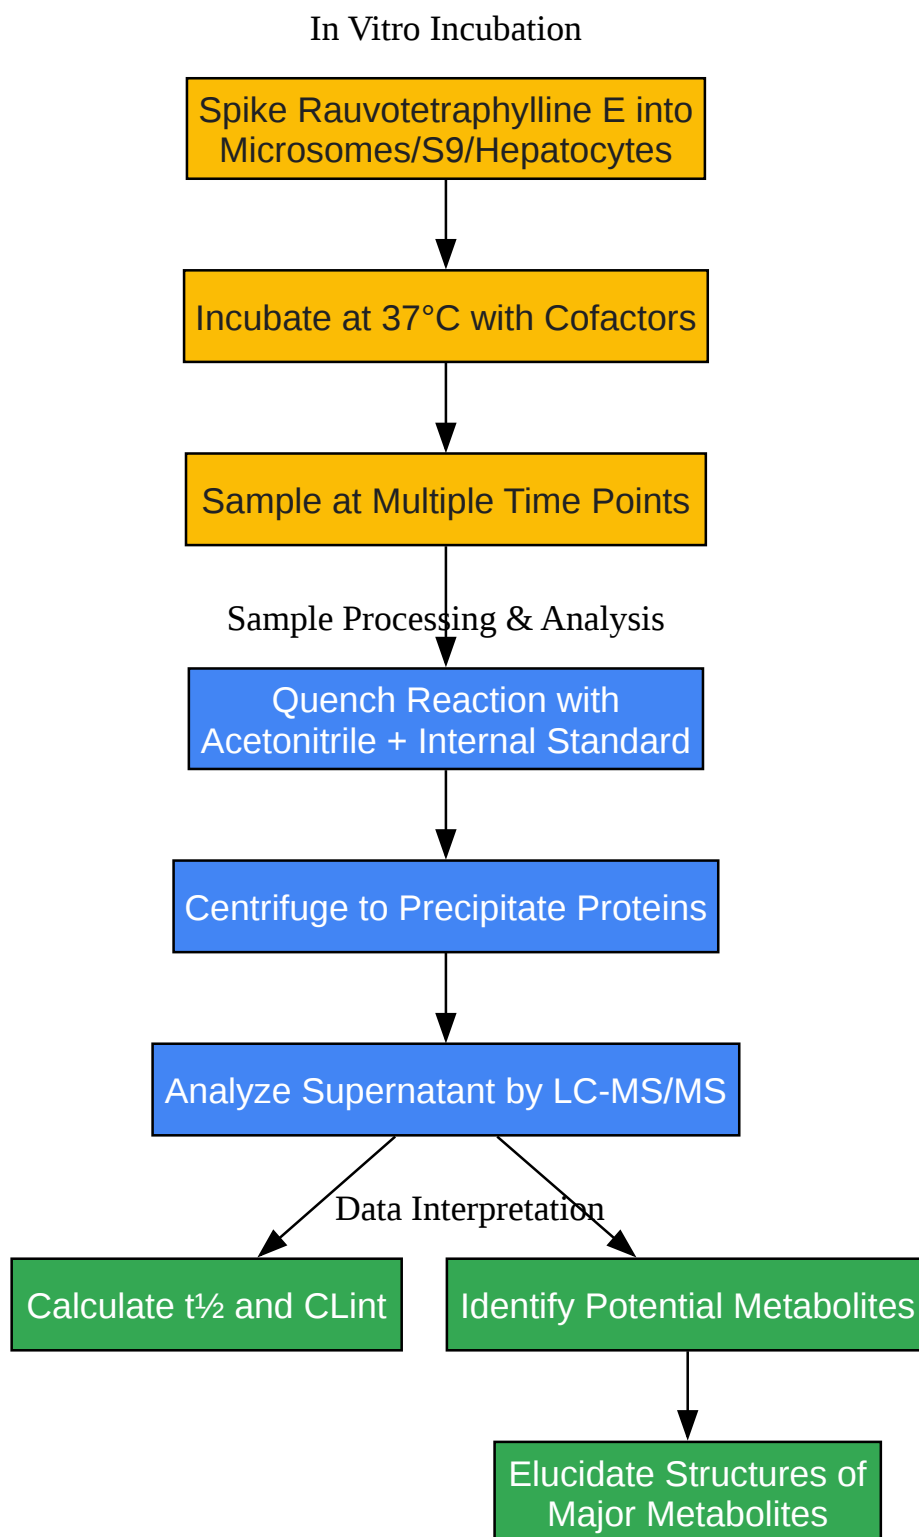 In Vitro Incubation
Spike Rauvotetraphylline E into
Microsomes/S9/Hepatocytes
Incubate at 37°C with Cofactors
Sample at Multiple Time Points
Sample Processing & Analysis
Quench Reaction with
Acetonitrile + Internal Standard
Centrifuge to Precipitate Proteins
Analyze Supernatant by LC-MS/MS
Data Interpretation
Calculate t½ and CLint
Identify Potential Metabolites
Elucidate Structures of
Major Metabolites